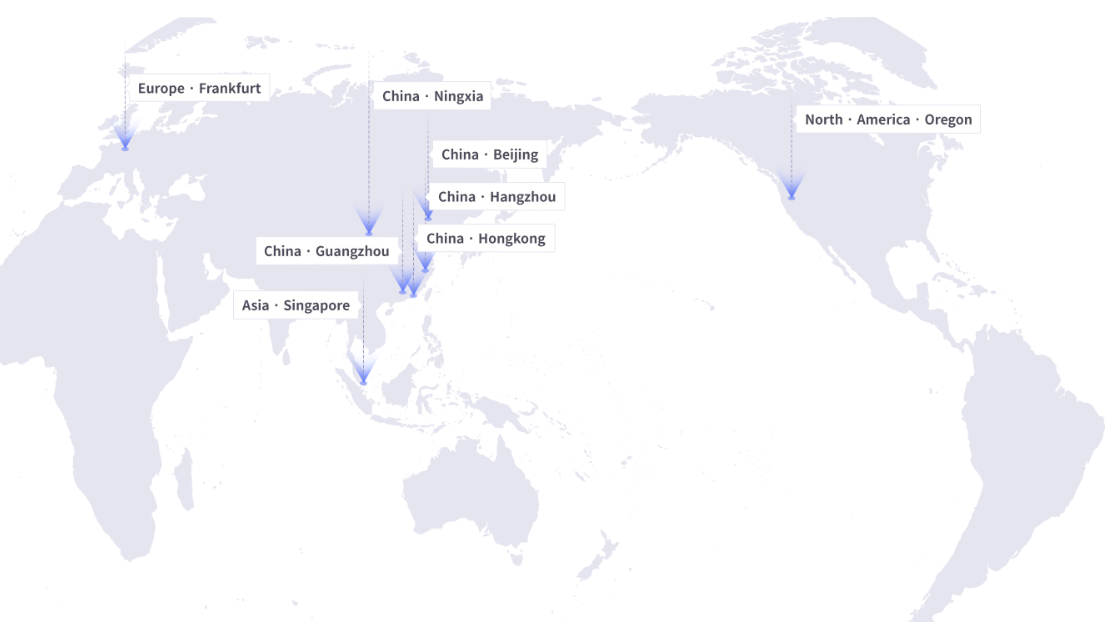 Europe · Frankfurt
China · Ningxia
North · America · Oregon
China · Beijing
China · Hangzhou
China · Hongkong
China · Guangzhou
Asia · Singapore